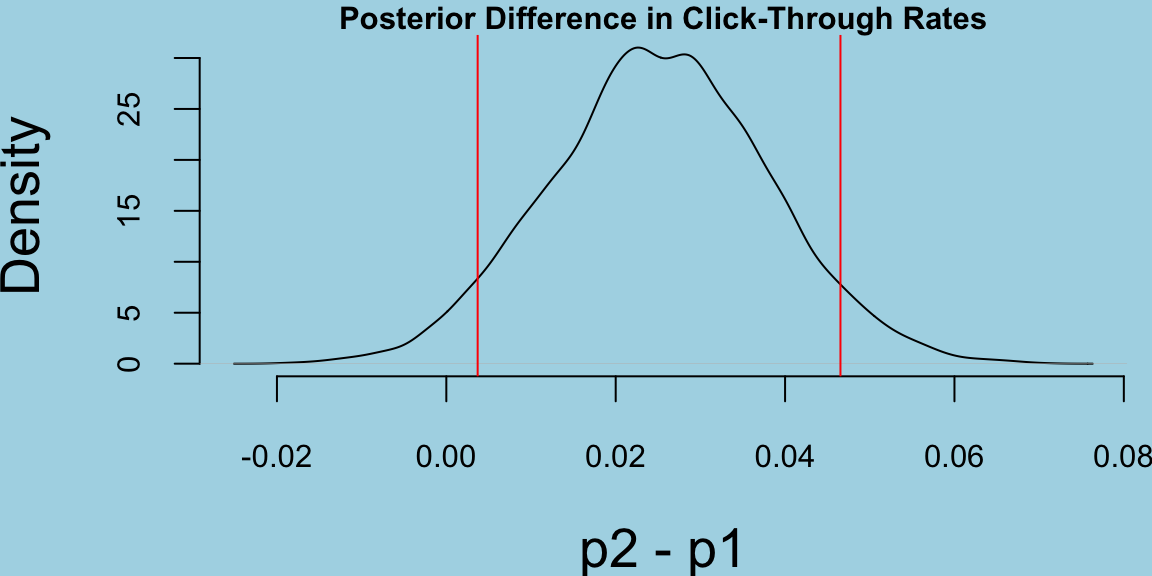 Posterior Difference in Click-Through Rates
Density
25
15
5
0
-0.02 0.00 0.02 0.04 0.06 0.08
p2 - p1